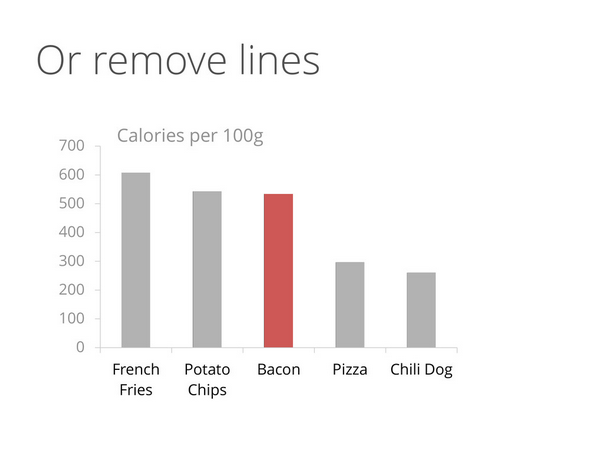 Or remove lines
Calories per 100g
700
600
500
400
300
200
100
0
French Fries
Potato Chips
Bacon
Pizza
Chili Dog